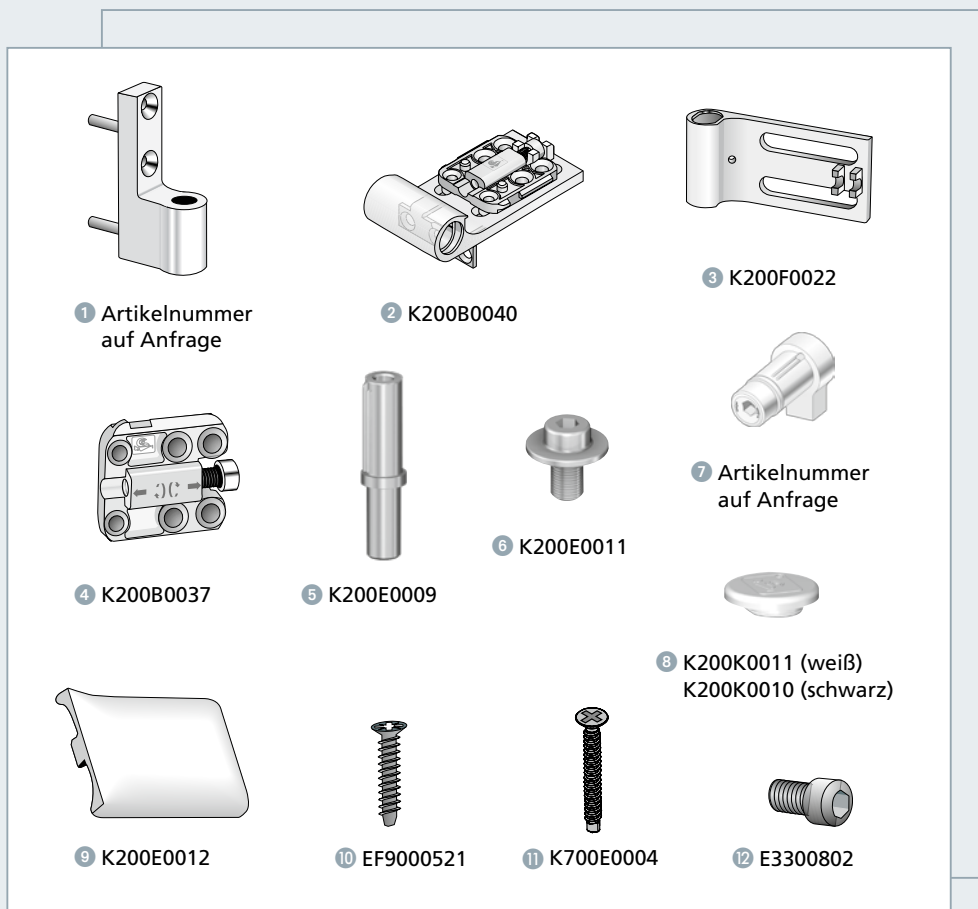 1 Artikelnummer
auf Anfrage
2 K200B0040
3 K200F0022
4 K200B0037
5 K200E0009
6 K200E0011
7 Artikelnummer
auf Anfrage
8 K200K0011 (weiß)
K200K0010 (schwarz)
9 K200E0012
10 EF9000521
11 K700E0004
12 E3300802